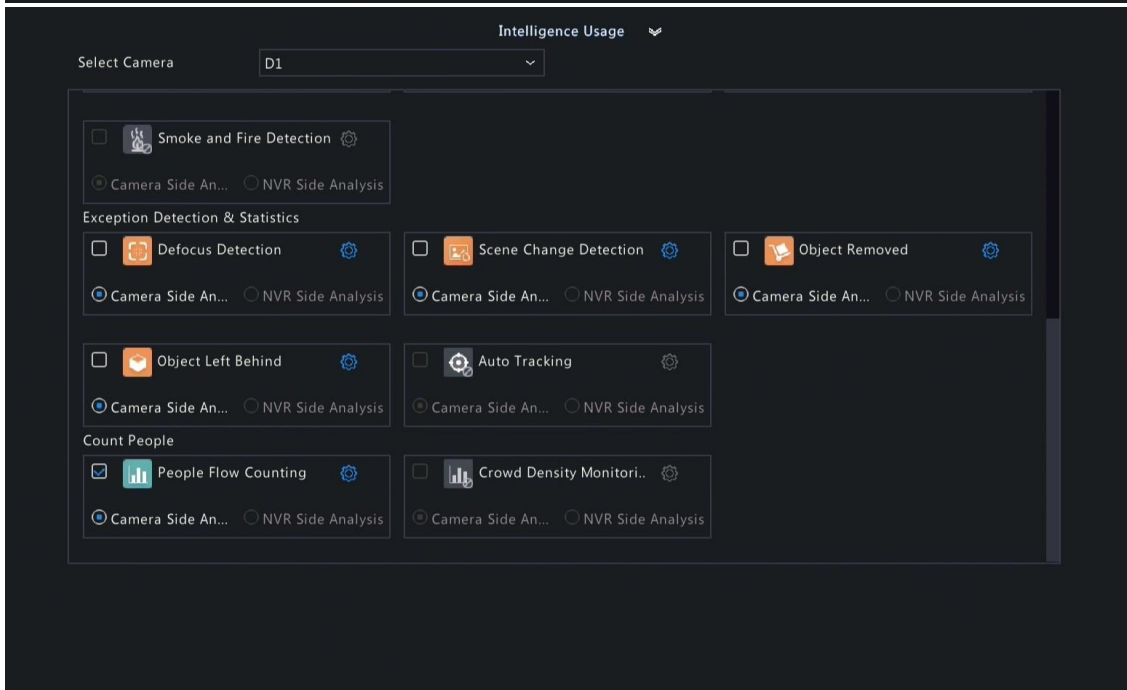 Intelligence Usage
Select Camera D1
Smoke and Fire Detection
Camera Side An... NVR Side Analysis
Exception Detection & Statistics
Defocus Detection Scene Change Detection Object Removed
Camera Side An... NVR Side Analysis Camera Side An... NVR Side Analysis Camera Side An... NVR Side Analysis
Object Left Behind Auto Tracking
Camera Side An... NVR Side Analysis Camera Side An... NVR Side Analysis
Count People
People Flow Counting Crowd Density Monitori..
Camera Side An... NVR Side Analysis Camera Side An... NVR Side Analysis